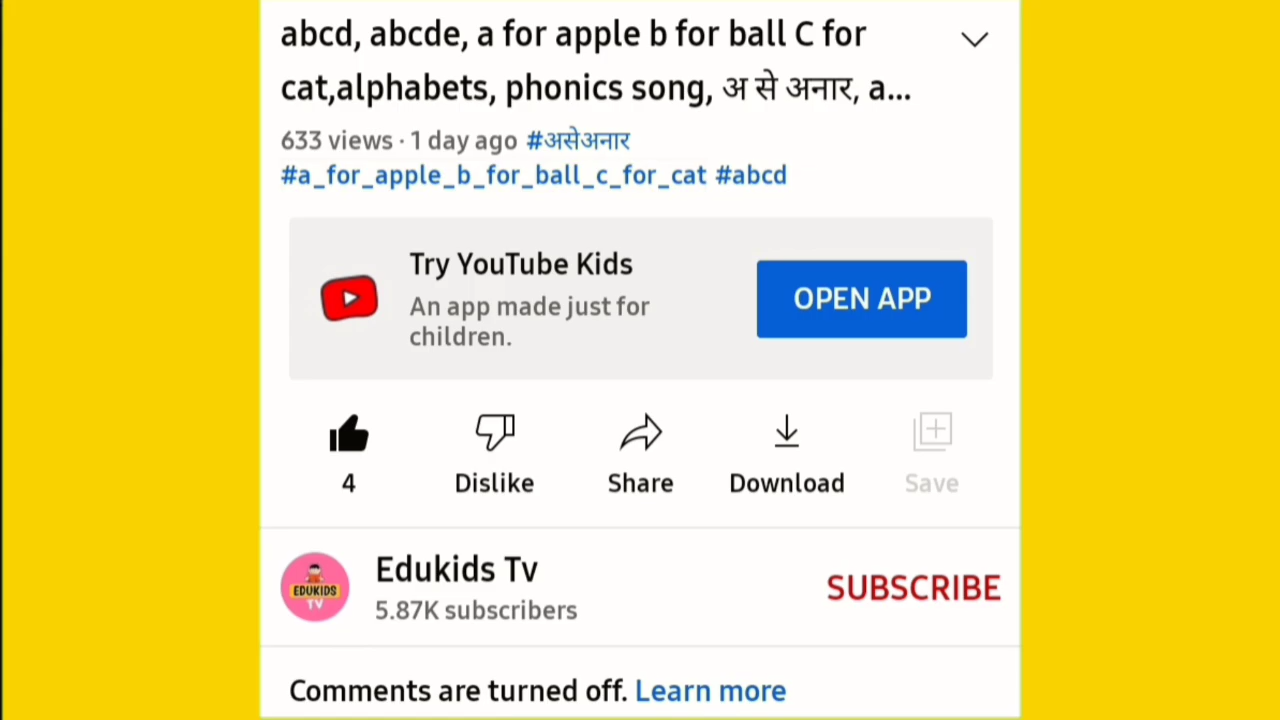 abcd, abcde, a for apple b for ball C for
cat,alphabets, phonics song, अ से अनार, a...
633 views · 1 day ago #असेअनार
#a_for_apple_b_for_ball_c_for_cat #abcd
Try YouTube Kids
An app made just for
children.
OPEN APP
4
Dislike
Share
Download
Save
EDUKIDS
TV
Edukids Tv
5.87K subscribers
SUBSCRIBE
Comments are turned off. Learn more